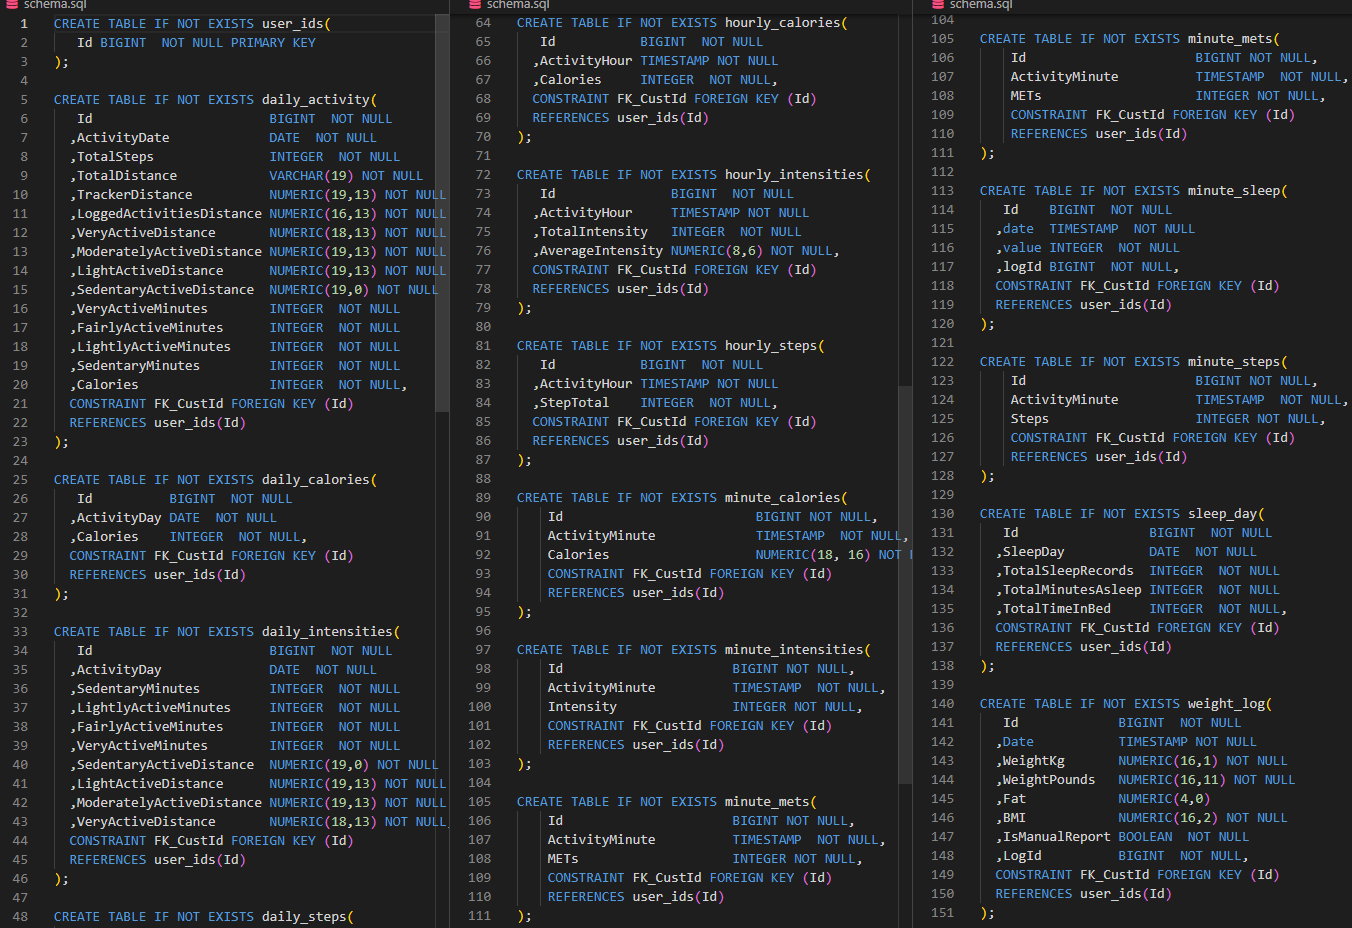 schema.sql
1 CREATE TABLE IF NOT EXISTS user_ids(
2 Id BIGINT NOT NULL PRIMARY KEY
3 );
4
5 CREATE TABLE IF NOT EXISTS daily_activity(
6 Id BIGINT NOT NULL
7 ,ActivityDate DATE NOT NULL
8 ,TotalSteps INTEGER NOT NULL
9 ,TotalDistance VARCHAR(19) NOT NULL
10 ,TrackerDistance NUMERIC(19,13) NOT NULL
11 ,LoggedActivitiesDistance NUMERIC(16,13) NOT NULL
12 ,VeryActiveDistance NUMERIC(18,13) NOT NULL
13 ,ModeratelyActiveDistance NUMERIC(19,13) NOT NULL
14 ,LightActiveDistance NUMERIC(19,13) NOT NULL
15 ,SedentaryActiveDistance NUMERIC(19,0) NOT NULL
16 ,VeryActiveMinutes INTEGER NOT NULL
17 ,FairlyActiveMinutes INTEGER NOT NULL
18 ,LightlyActiveMinutes INTEGER NOT NULL
19 ,SedentaryMinutes INTEGER NOT NULL
20 ,Calories INTEGER NOT NULL,
21 CONSTRAINT FK_CustId FOREIGN KEY (Id)
22 REFERENCES user_ids(Id)
23 );
24
25 CREATE TABLE IF NOT EXISTS daily_calories(
26 Id BIGINT NOT NULL
27 ,ActivityDay DATE NOT NULL
28 ,Calories INTEGER NOT NULL,
29 CONSTRAINT FK_CustId FOREIGN KEY (Id)
30 REFERENCES user_ids(Id)
31 );
32
33 CREATE TABLE IF NOT EXISTS daily_intensities(
34 Id BIGINT NOT NULL
35 ,ActivityDay DATE NOT NULL
36 ,SedentaryMinutes INTEGER NOT NULL
37 ,LightlyActiveMinutes INTEGER NOT NULL
38 ,FairlyActiveMinutes INTEGER NOT NULL
39 ,VeryActiveMinutes INTEGER NOT NULL
40 ,SedentaryActiveDistance NUMERIC(19,0) NOT NULL
41 ,LightActiveDistance NUMERIC(19,13) NOT NULL
42 ,ModeratelyActiveDistance NUMERIC(19,13) NOT NULL
43 ,VeryActiveDistance NUMERIC(18,13) NOT NULL,
44 CONSTRAINT FK_CustId FOREIGN KEY (Id)
45 REFERENCES user_ids(Id)
46 );
47
48 CREATE TABLE IF NOT EXISTS daily_steps(
schema.sql
64 CREATE TABLE IF NOT EXISTS hourly_calories(
65 Id BIGINT NOT NULL
66 ,ActivityHour TIMESTAMP NOT NULL
67 ,Calories INTEGER NOT NULL,
68 CONSTRAINT FK_CustId FOREIGN KEY (Id)
69 REFERENCES user_ids(Id)
70 );
71
72 CREATE TABLE IF NOT EXISTS hourly_intensities(
73 Id BIGINT NOT NULL
74 ,ActivityHour TIMESTAMP NOT NULL
75 ,TotalIntensity INTEGER NOT NULL
76 ,AverageIntensity NUMERIC(8,6) NOT NULL,
77 CONSTRAINT FK_CustId FOREIGN KEY (Id)
78 REFERENCES user_ids(Id)
79 );
80
81 CREATE TABLE IF NOT EXISTS hourly_steps(
82 Id BIGINT NOT NULL
83 ,ActivityHour TIMESTAMP NOT NULL
84 ,StepTotal INTEGER NOT NULL,
85 CONSTRAINT FK_CustId FOREIGN KEY (Id)
86 REFERENCES user_ids(Id)
87 );
88
89 CREATE TABLE IF NOT EXISTS minute_calories(
90 Id BIGINT NOT NULL,
91 ActivityMinute TIMESTAMP NOT NULL,
92 Calories NUMERIC(18, 16) NOT
93 CONSTRAINT FK_CustId FOREIGN KEY (Id)
94 REFERENCES user_ids(Id)
95 );
96
97 CREATE TABLE IF NOT EXISTS minute_intensities(
98 Id BIGINT NOT NULL,
99 ActivityMinute TIMESTAMP NOT NULL,
100 Intensity INTEGER NOT NULL,
101 CONSTRAINT FK_CustId FOREIGN KEY (Id)
102 REFERENCES user_ids(Id)
103 );
104
105 CREATE TABLE IF NOT EXISTS minute_mets(
106 Id BIGINT NOT NULL,
107 ActivityMinute TIMESTAMP NOT NULL,
108 METs INTEGER NOT NULL,
109 CONSTRAINT FK_CustId FOREIGN KEY (Id)
110 REFERENCES user_ids(Id)
111 );
schema.sql
104
105 CREATE TABLE IF NOT EXISTS minute_mets(
106 Id BIGINT NOT NULL,
107 ActivityMinute TIMESTAMP NOT NULL,
108 METs INTEGER NOT NULL,
109 CONSTRAINT FK_CustId FOREIGN KEY (Id)
110 REFERENCES user_ids(Id)
111 );
112
113 CREATE TABLE IF NOT EXISTS minute_sleep(
114 Id BIGINT NOT NULL
115 ,date TIMESTAMP NOT NULL
116 ,value INTEGER NOT NULL
117 ,logId BIGINT NOT NULL,
118 CONSTRAINT FK_CustId FOREIGN KEY (Id)
119 REFERENCES user_ids(Id)
120 );
121
122 CREATE TABLE IF NOT EXISTS minute_steps(
123 Id BIGINT NOT NULL,
124 ActivityMinute TIMESTAMP NOT NULL,
125 Steps INTEGER NOT NULL,
126 CONSTRAINT FK_CustId FOREIGN KEY (Id)
127 REFERENCES user_ids(Id)
128 );
129
130 CREATE TABLE IF NOT EXISTS sleep_day(
131 Id BIGINT NOT NULL
132 ,SleepDay DATE NOT NULL
133 ,TotalSleepRecords INTEGER NOT NULL
134 ,TotalMinutesAsleep INTEGER NOT NULL
135 ,TotalTimeInBed INTEGER NOT NULL,
136 CONSTRAINT FK_CustId FOREIGN KEY (Id)
137 REFERENCES user_ids(Id)
138 );
139
140 CREATE TABLE IF NOT EXISTS weight_log(
141 Id BIGINT NOT NULL
142 ,Date TIMESTAMP NOT NULL
143 ,WeightKg NUMERIC(16,1) NOT NULL
144 ,WeightPounds NUMERIC(16,11) NOT NULL
145 ,Fat NUMERIC(4,0)
146 ,BMI NUMERIC(16,2) NOT NULL
147 ,IsManualReport BOOLEAN NOT NULL
148 ,LogId BIGINT NOT NULL,
149 CONSTRAINT FK_CustId FOREIGN KEY (Id)
150 REFERENCES user_ids(Id)
151 );